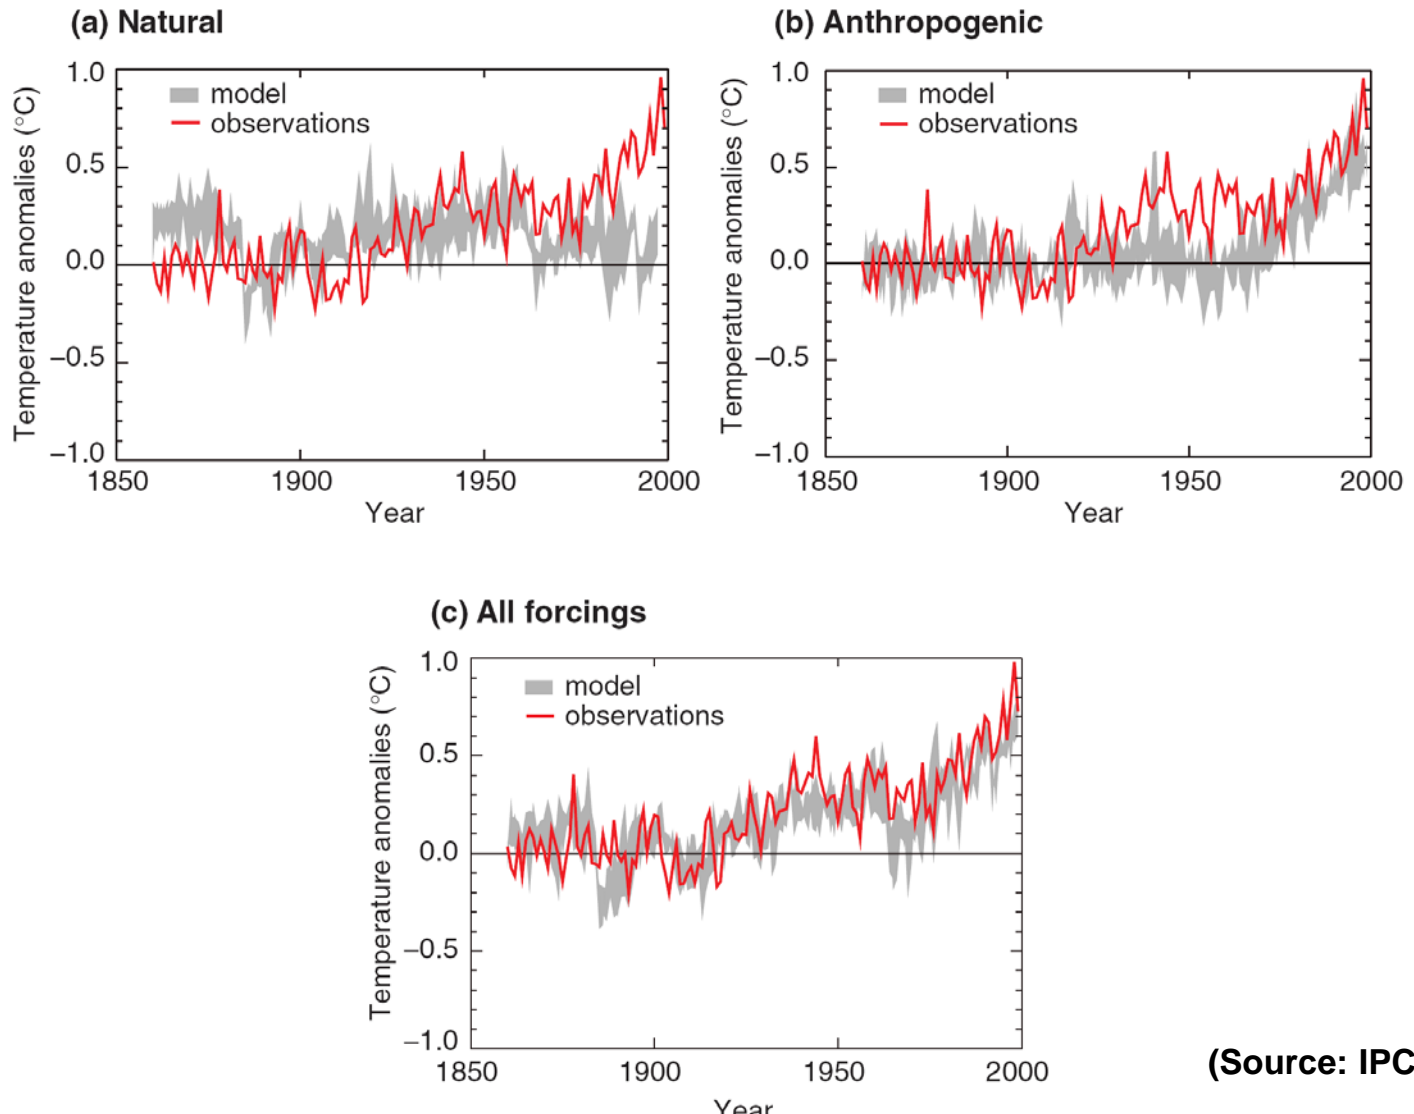 (a) Natural
Temperature anomalies (°C)
1.0
0.5
0.0
−0.5
−1.0
model
observations
1850 1900 1950 2000
Year
(b) Anthropogenic
Temperature anomalies (°C)
1.0
0.5
0.0
−0.5
−1.0
model
observations
1850 1900 1950 2000
Year
(c) All forcings
Temperature anomalies (°C)
1.0
0.5
0.0
−0.5
−1.0
model
observations
1850 1900 1950 2000
Year
(Source: IPC